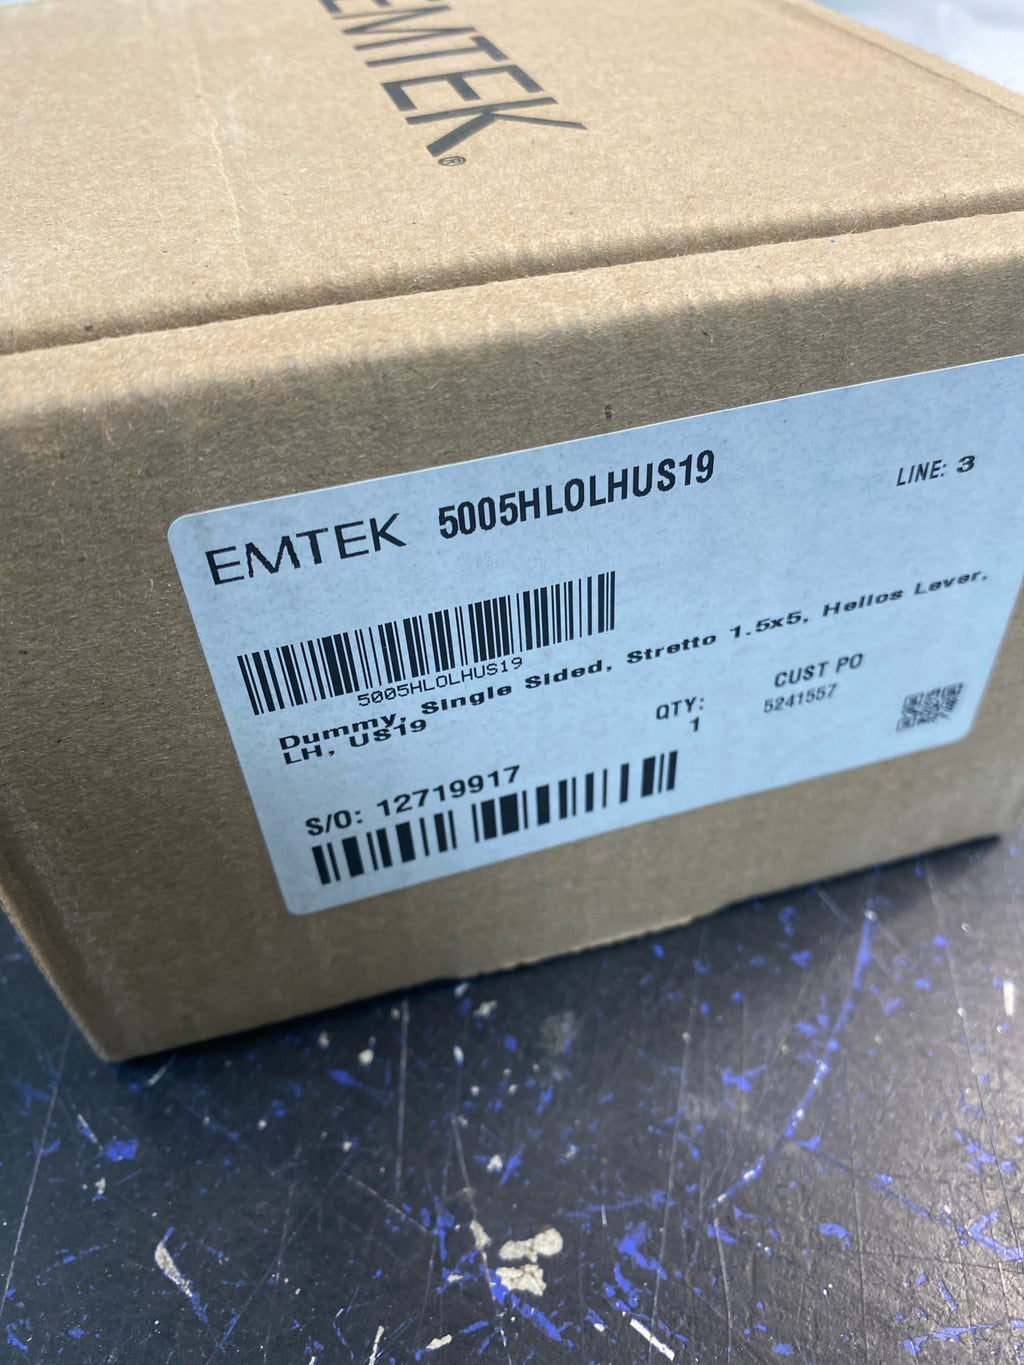 EMTEK®
EMTEK 5005HLOLHUS19
LINE: 3
5005HLOLHUS19
Dummy, Single Sided, Stretto 1.5x5, Helios Lever,
LH, US19
QTY:
1
CUST PO
5241557
S/O: 12719917